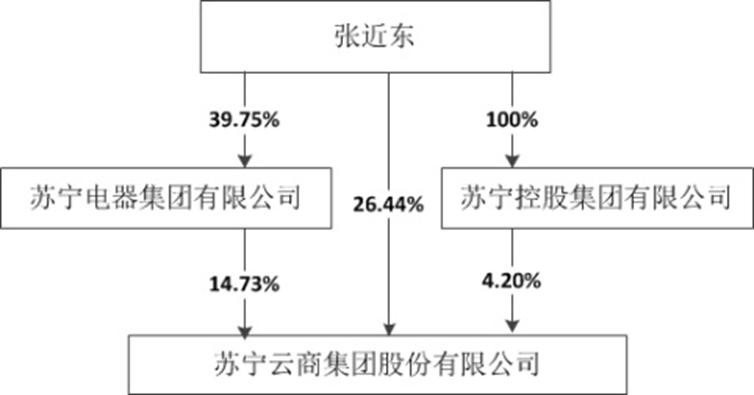 张近东
39.75%
100%
苏宁电器集团有限公司
26.44%
苏宁控股集团有限公司
14.73%
4.20%
苏宁云商集团股份有限公司